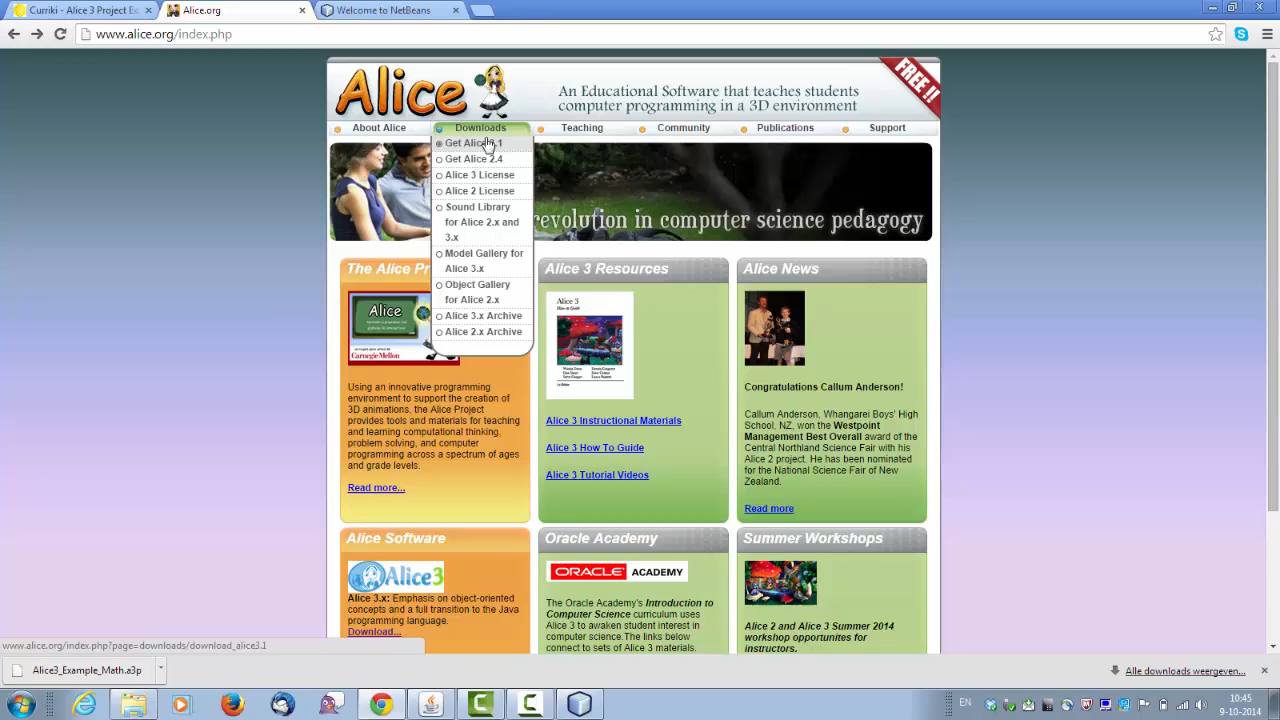 Curriki - Alice 3 Project Ex
Alice.org
Welcome to NetBeans
www.alice.org/index.php
Alice
An Educational Software that teaches students
computer programming in a 3D environment
FREE !!
About Alice
Downloads
Teaching
Community
Publications
Support
Get Alice 3.1
Get Alice 2.4
Alice 3 License
Alice 2 License
Sound Library
for Alice 2.x and
3.x
Model Gallery for
Alice 3.x
Object Gallery
for Alice 2.x
Alice 3.x Archive
Alice 2.x Archive
revolution in computer science pedagogy
The Alice Pr
Alice
Carnegie Mellon
Using an innovative programming
environment to support the creation of
3D animations, the Alice Project
provides tools and materials for teaching
and learning computational thinking,
problem solving, and computer
programming across a spectrum of ages
and grade levels.
Read more...
Alice 3 Resources
Alice 3
How to Guide
Alice 3 Instructional Materials
Alice 3 How To Guide
Alice 3 Tutorial Videos
Alice News
Congratulations Callum Anderson!
Callum Anderson, Whangarei Boys' High
School, NZ, won the Westpoint
Management Best Overall award of the
Central Northland Science Fair with his
Alice 2 project. He has been nominated
for the National Science Fair of New
Zealand.
Read more
Alice Software
Alice3
Alice 3.x: Emphasis on object-oriented
concepts and a full transition to the Java
programming language.
Download...
Oracle Academy
ORACLE ACADEMY
The Oracle Academy's Introduction to
Computer Science curriculum uses
Alice 3 to awaken student interest in
computer science.The links below
connect to sets of Alice 3 materials.
Summer Workshops
Alice 2 and Alice 3 Summer 2014
workshop opportunites for
instructors.
www.alice.org/index.php?page=downloads/download_alice3.1
Alice3_Example_Math.a3p
Alle downloads weergeven...
EN
10:45
9-10-2014